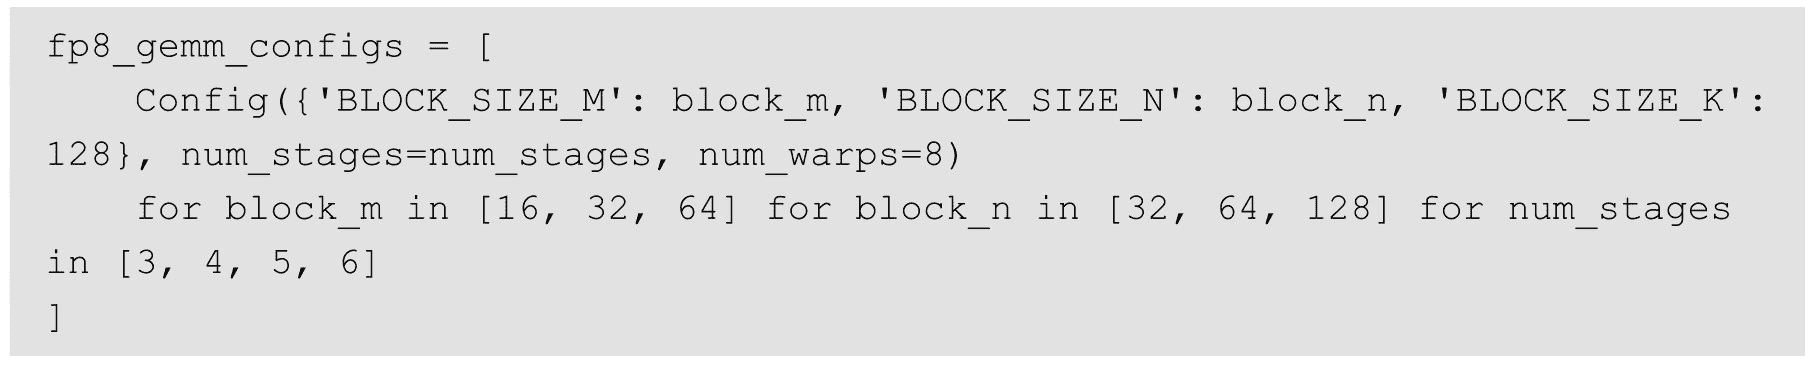 fp8_gemm_configs = [
    Config({'BLOCK_SIZE_M': block_m, 'BLOCK_SIZE_N': block_n, 'BLOCK_SIZE_K':
128}, num_stages=num_stages, num_warps=8)
    for block_m in [16, 32, 64] for block_n in [32, 64, 128] for num_stages
in [3, 4, 5, 6]
]